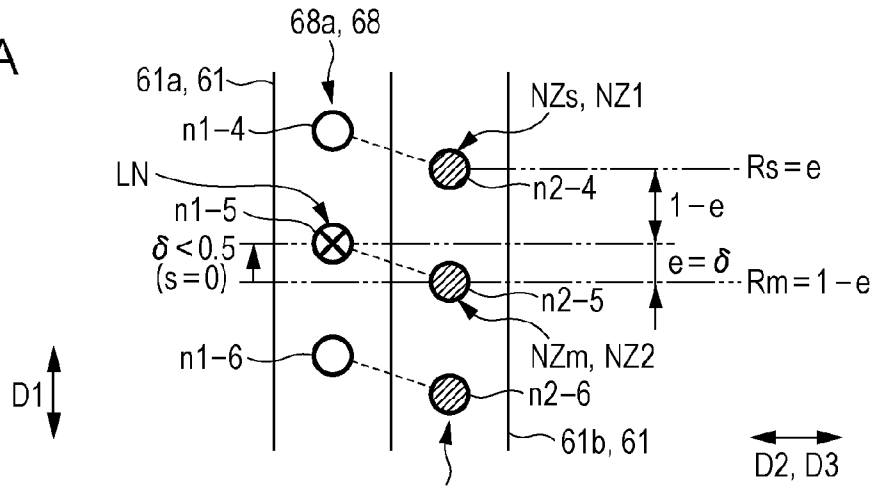 A
68a, 68
61a, 61
NZs, NZ1
n1-4
n2-4
Rs=e
LN
1-e
n1-5
δ<0.5
(s=0)
e=δ
n2-5
Rm=1-e
n1-6
NZm, NZ2
D1
n2-6
61b, 61
D2, D3